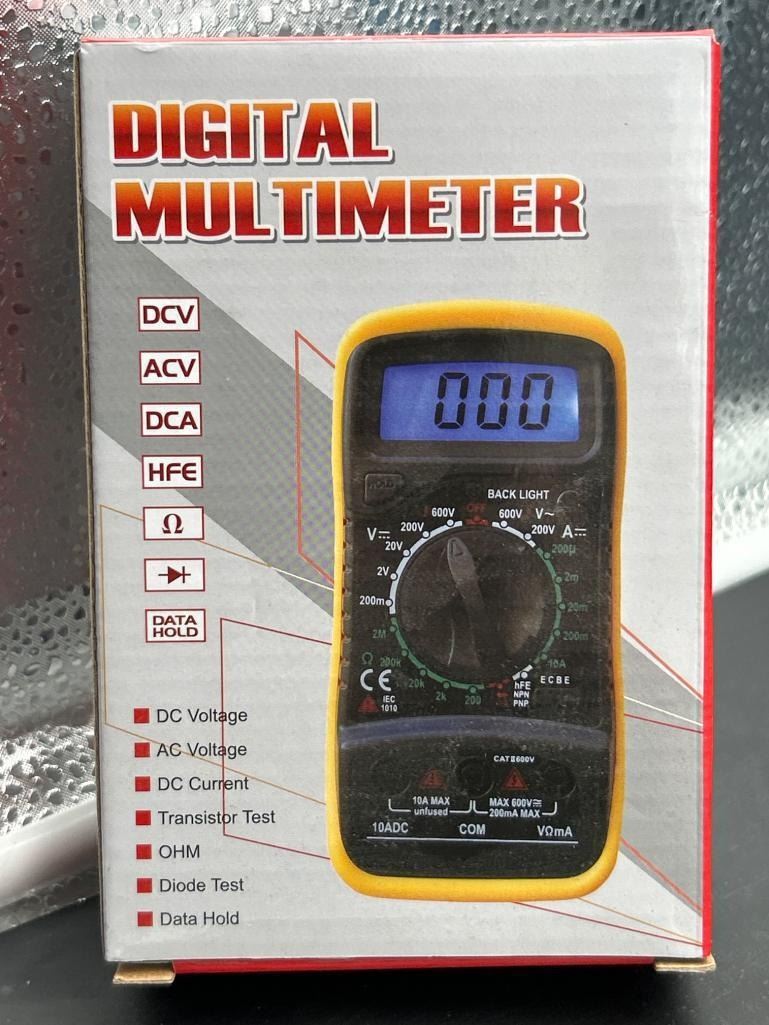 DIGITAL
MULTIMETER
DCV
ACV
DCA
HFE
Ω
DATA
HOLD
DC Voltage
AC Voltage
DC Current
Transistor Test
OHM
Diode Test
Data Hold
000
HOLD
BACK LIGHT
600V OFF 600V V~
V⎓ 200V 200V A⎓
20V 200µ
2V 2m
200m 20m
2M 200m
Ω 200k 10A
20k 2k 200 hFE E C B E
NPN
PNP
CE
IEC
1010
CAT II 600V
10A MAX
unfused
MAX 600V⎓~
200mA MAX
10ADC COM VΩmA